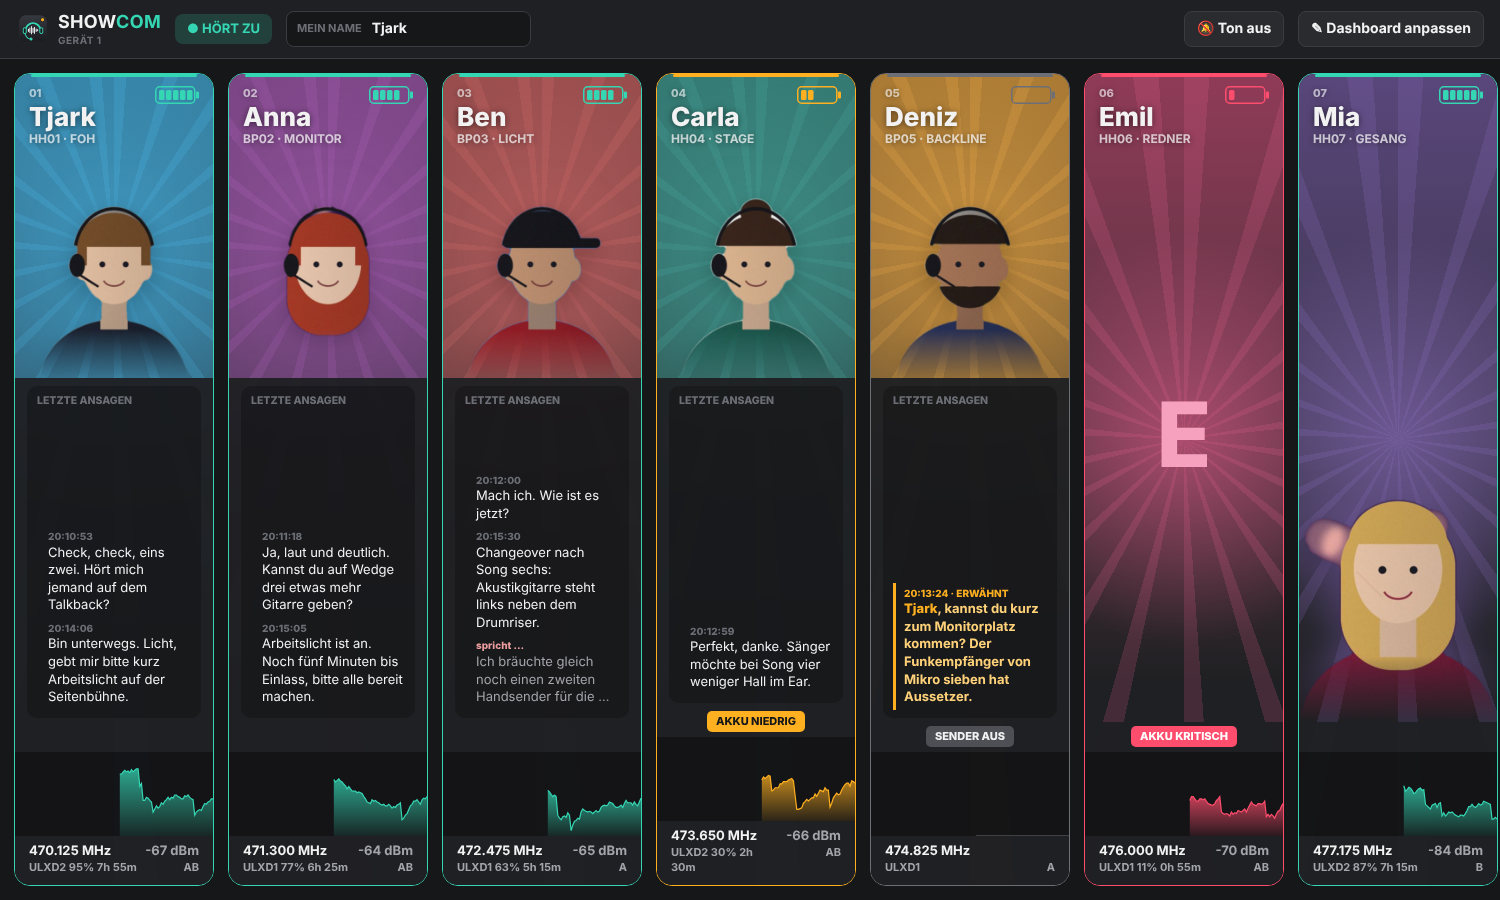 SHOWCOM
GERÄT 1
HÖRT ZU
MEIN NAME Tjark
Ton aus
Dashboard anpassen
01
Tjark
HH01 · FOH
LETZTE ANSAGEN
20:10:53
Check, check, eins
zwei. Hört mich
jemand auf dem
Talkback?
20:14:06
Bin unterwegs. Licht,
gebt mir bitte kurz
Arbeitslicht auf der
Seitenbühne.
470.125 MHz -67 dBm
ULXD2 95% 7h 55m AB
02
Anna
BP02 · MONITOR
LETZTE ANSAGEN
20:11:18
Ja, laut und deutlich.
Kannst du auf Wedge
drei etwas mehr
Gitarre geben?
20:15:05
Arbeitslicht ist an.
Noch fünf Minuten bis
Einlass, bitte alle bereit
machen.
471.300 MHz -64 dBm
ULXD1 77% 6h 25m AB
03
Ben
BP03 · LICHT
LETZTE ANSAGEN
20:12:00
Mach ich. Wie ist es
jetzt?
20:15:30
Changeover nach
Song sechs:
Akustikgitarre steht
links neben dem
Drumriser.
spricht ...
Ich bräuchte gleich
noch einen zweiten
Handsender für die ...
472.475 MHz -65 dBm
ULXD1 63% 5h 15m A
04
Carla
HH04 · STAGE
LETZTE ANSAGEN
20:12:59
Perfekt, danke. Sänger
möchte bei Song vier
weniger Hall im Ear.
AKKU NIEDRIG
473.650 MHz -66 dBm
ULXD2 30% 2h AB
30m
05
Deniz
BP05 · BACKLINE
LETZTE ANSAGEN
20:13:24 · ERWÄHNT
Tjark, kannst du kurz
zum Monitorplatz
kommen? Der
Funkempfänger von
Mikro sieben hat
Aussetzer.
SENDER AUS
474.825 MHz
ULXD1 A
06
Emil
HH06 · REDNER
E
AKKU KRITISCH
476.000 MHz -70 dBm
ULXD1 11% 0h 55m AB
07
Mia
HH07 · GESANG
477.175 MHz -84 dBm
ULXD2 87% 7h 15m B